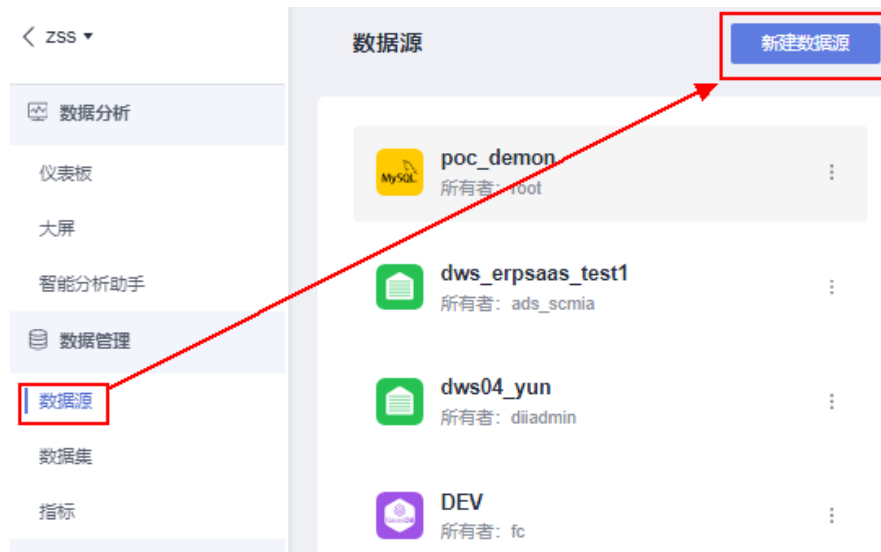 zss
数据分析
仪表板
大屏
智能分析助手
数据管理
数据源
数据集
指标
数据源
新建数据源
MySQL
poc_demon
所有者：root
dws_erpsaas_test1
所有者：ads_scmia
dws04_yun
所有者：diiadmin
DEV
所有者：fc